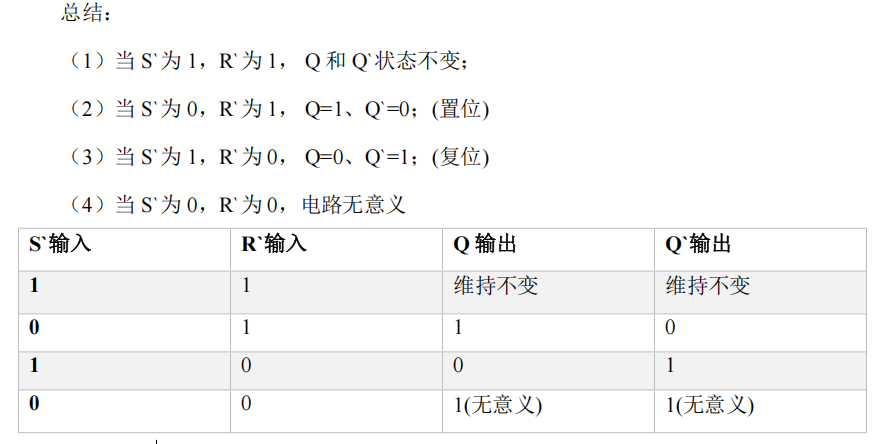 总结：
（1）当 S`为 1，R`为 1， Q 和 Q`状态不变；
（2）当 S`为 0，R`为 1， Q=1、Q`=0；(置位)
（3）当 S`为 1，R`为 0， Q=0、Q`=1；(复位)
（4）当 S`为 0，R`为 0，电路无意义
S`输入 R`输入 Q 输出 Q`输出
1 1 维持不变 维持不变
0 1 1 0
1 0 0 1
0 0 1(无意义) 1(无意义)